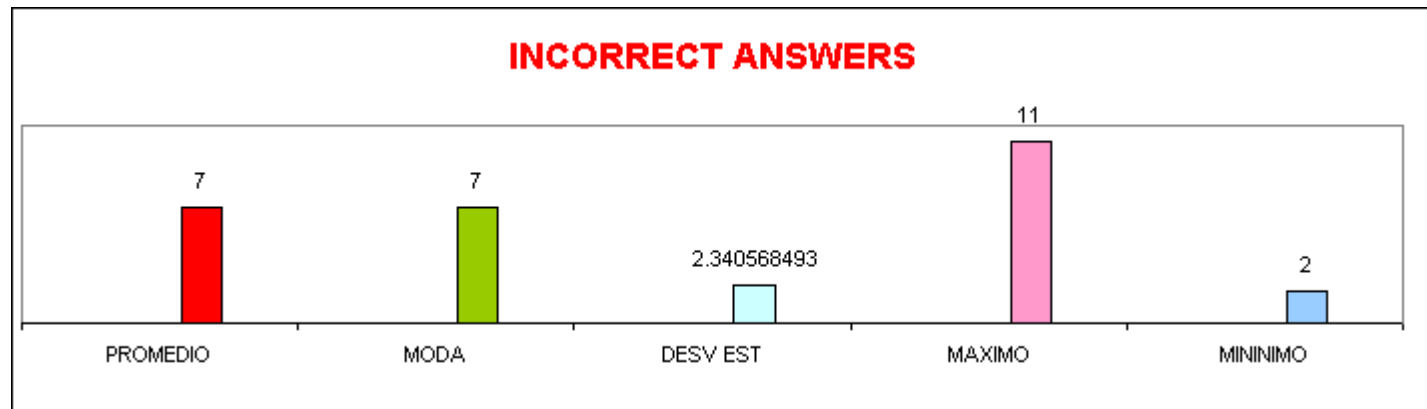 INCORRECT ANSWERS
11
7
7
2.340568493
2
PROMEDIO
MODA
DESV EST
MAXIMO
MININIMO